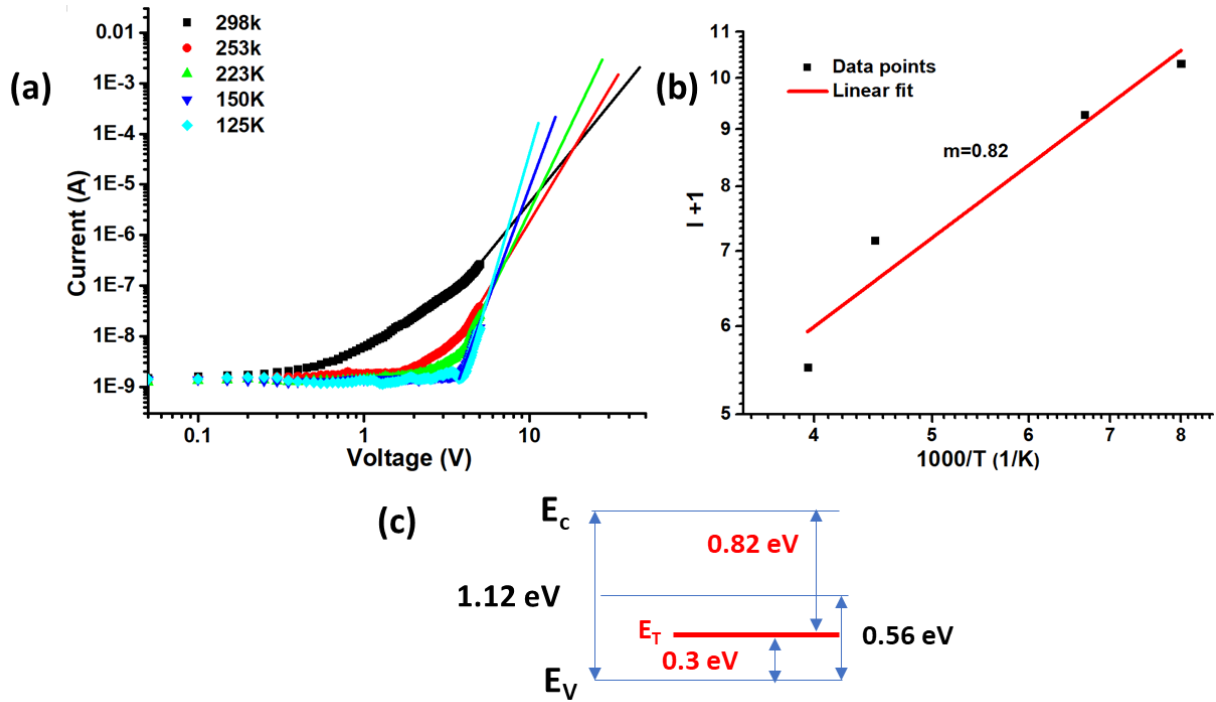 (a)
0.01
1E-3
1E-4
1E-5
1E-6
1E-7
1E-8
1E-9
Current (A)
298k
253k
223K
150K
125K
0.1
1
10
Voltage (V)
(b)
11
10
9
8
7
6
5
l +1
Data points
Linear fit
m=0.82
4
5
6
7
8
1000/T (1/K)
(c)
Ec
0.82 eV
1.12 eV
ET
0.56 eV
0.3 eV
EV